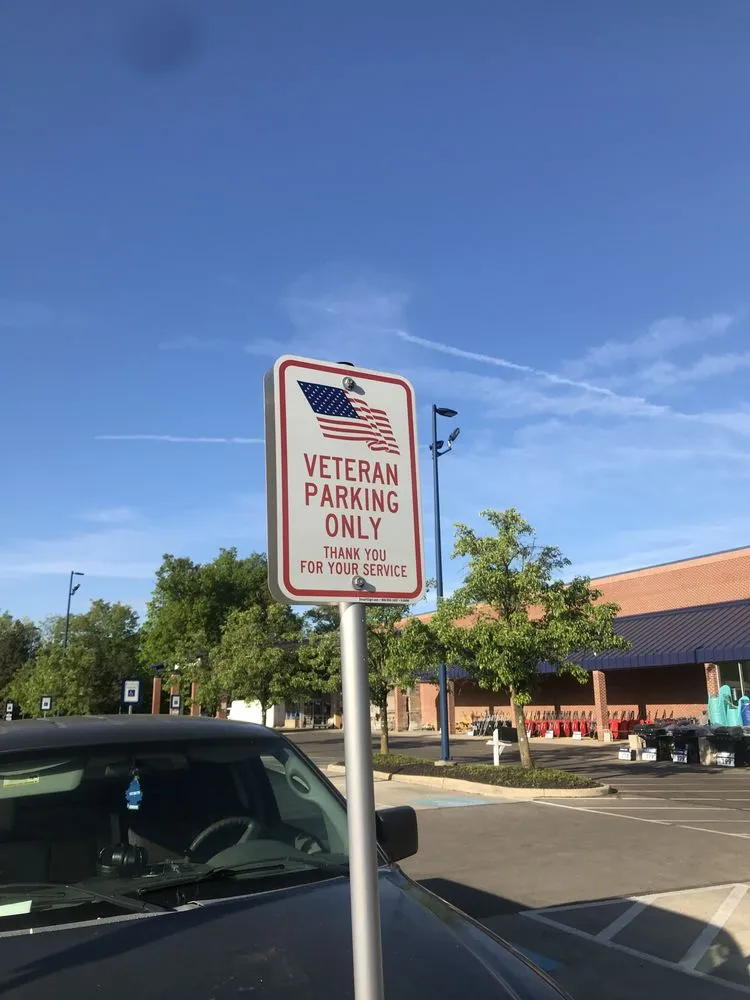 VETERAN
PARKING
ONLY
THANK YOU
FOR YOUR SERVICE